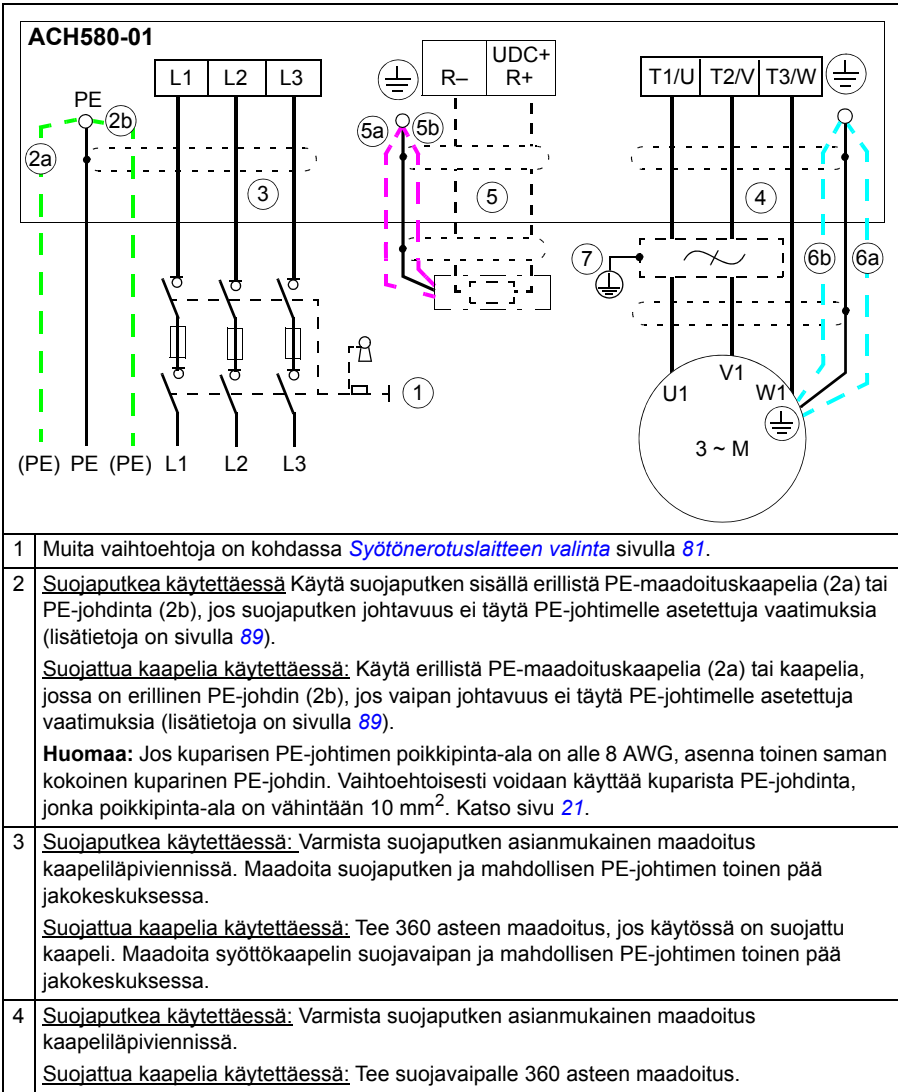 ACH580-01
L1 L2 L3
R– UDC+ R+
T1/U T2/V T3/W
PE
2b
2a
5a 5b
3
5
4
7
6b 6a
1
U1 V1 W1
3 ~ M
(PE) PE (PE) L1 L2 L3
1 Muita vaihtoehtoja on kohdassa Syötönerotuslaitteen valinta sivulla 81.
2 Suojaputkea käytettäessä Käytä suojaputken sisällä erillistä PE-maadoituskaapelia (2a) tai
PE-johdinta (2b), jos suojaputken johtavuus ei täytä PE-johtimelle asetettuja vaatimuksia
(lisätietoja on sivulla 89).
Suojattua kaapelia käytettäessä: Käytä erillistä PE-maadoituskaapelia (2a) tai kaapelia,
jossa on erillinen PE-johdin (2b), jos vaipan johtavuus ei täytä PE-johtimelle asetettuja
vaatimuksia (lisätietoja on sivulla 89).
Huomaa: Jos kuparisen PE-johtimen poikkipinta-ala on alle 8 AWG, asenna toinen saman
kokoinen kuparinen PE-johdin. Vaihtoehtoisesti voidaan käyttää kuparista PE-johdinta,
jonka poikkipinta-ala on vähintään 10 mm². Katso sivu 21.
3 Suojaputkea käytettäessä: Varmista suojaputken asianmukainen maadoitus
kaapeliläpiviennissä. Maadoita suojaputken ja mahdollisen PE-johtimen toinen pää
jakokeskuksessa.
Suojattua kaapelia käytettäessä: Tee 360 asteen maadoitus, jos käytössä on suojattu
kaapeli. Maadoita syöttökaapelin suojavaipan ja mahdollisen PE-johtimen toinen pää
jakokeskuksessa.
4 Suojaputkea käytettäessä: Varmista suojaputken asianmukainen maadoitus
kaapeliläpiviennissä.
Suojattua kaapelia käytettäessä: Tee suojavaipalle 360 asteen maadoitus.